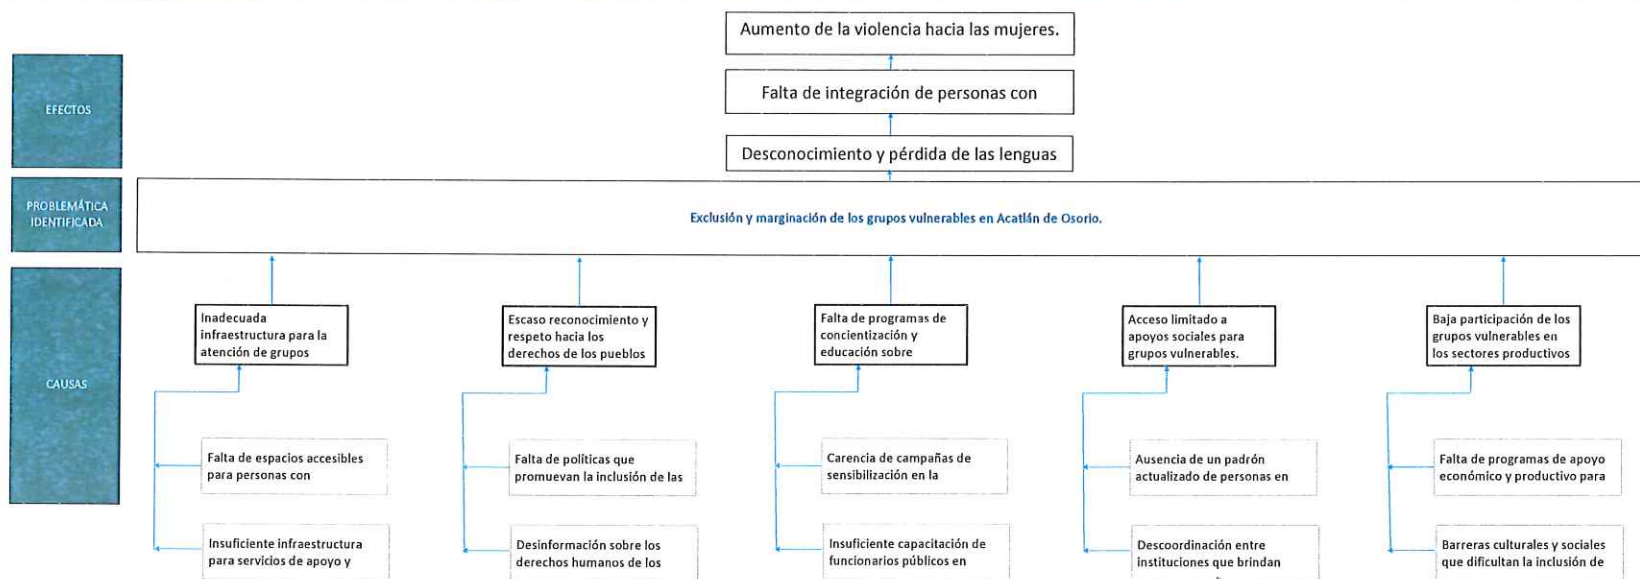 Aumento de la violencia hacia las mujeres.
EFECTOS
Falta de integración de personas con
Desconocimiento y pérdida de las lenguas
PROBLEMÁTICA
IDENTIFICADA
Exclusión y marginación de los grupos vulnerables en Acatlán de Osorio.
CAUSAS
Inadecuada
infraestructura para la
atención de grupos
Escaso reconocimiento y
respeto hacia los
derechos de los pueblos
Falta de programas de
concientización y
educación sobre
Acceso limitado a
apoyos sociales para
grupos vulnerables.
Baja participación de los
grupos vulnerables en
los sectores productivos
Falta de espacios accesibles
para personas con
Falta de políticas que
promuevan la inclusión de las
Carencia de campañas de
sensibilización en la
Ausencia de un padrón
actualizado de personas en
Falta de programas de apoyo
económico y productivo para
Insuficiente infraestructura
para servicios de apoyo y
Desinformación sobre los
derechos humanos de los
Insuficiente capacitación de
funcionarios públicos en
Descoordinación entre
instituciones que brindan
Barreras culturales y sociales
que dificultan la inclusión de